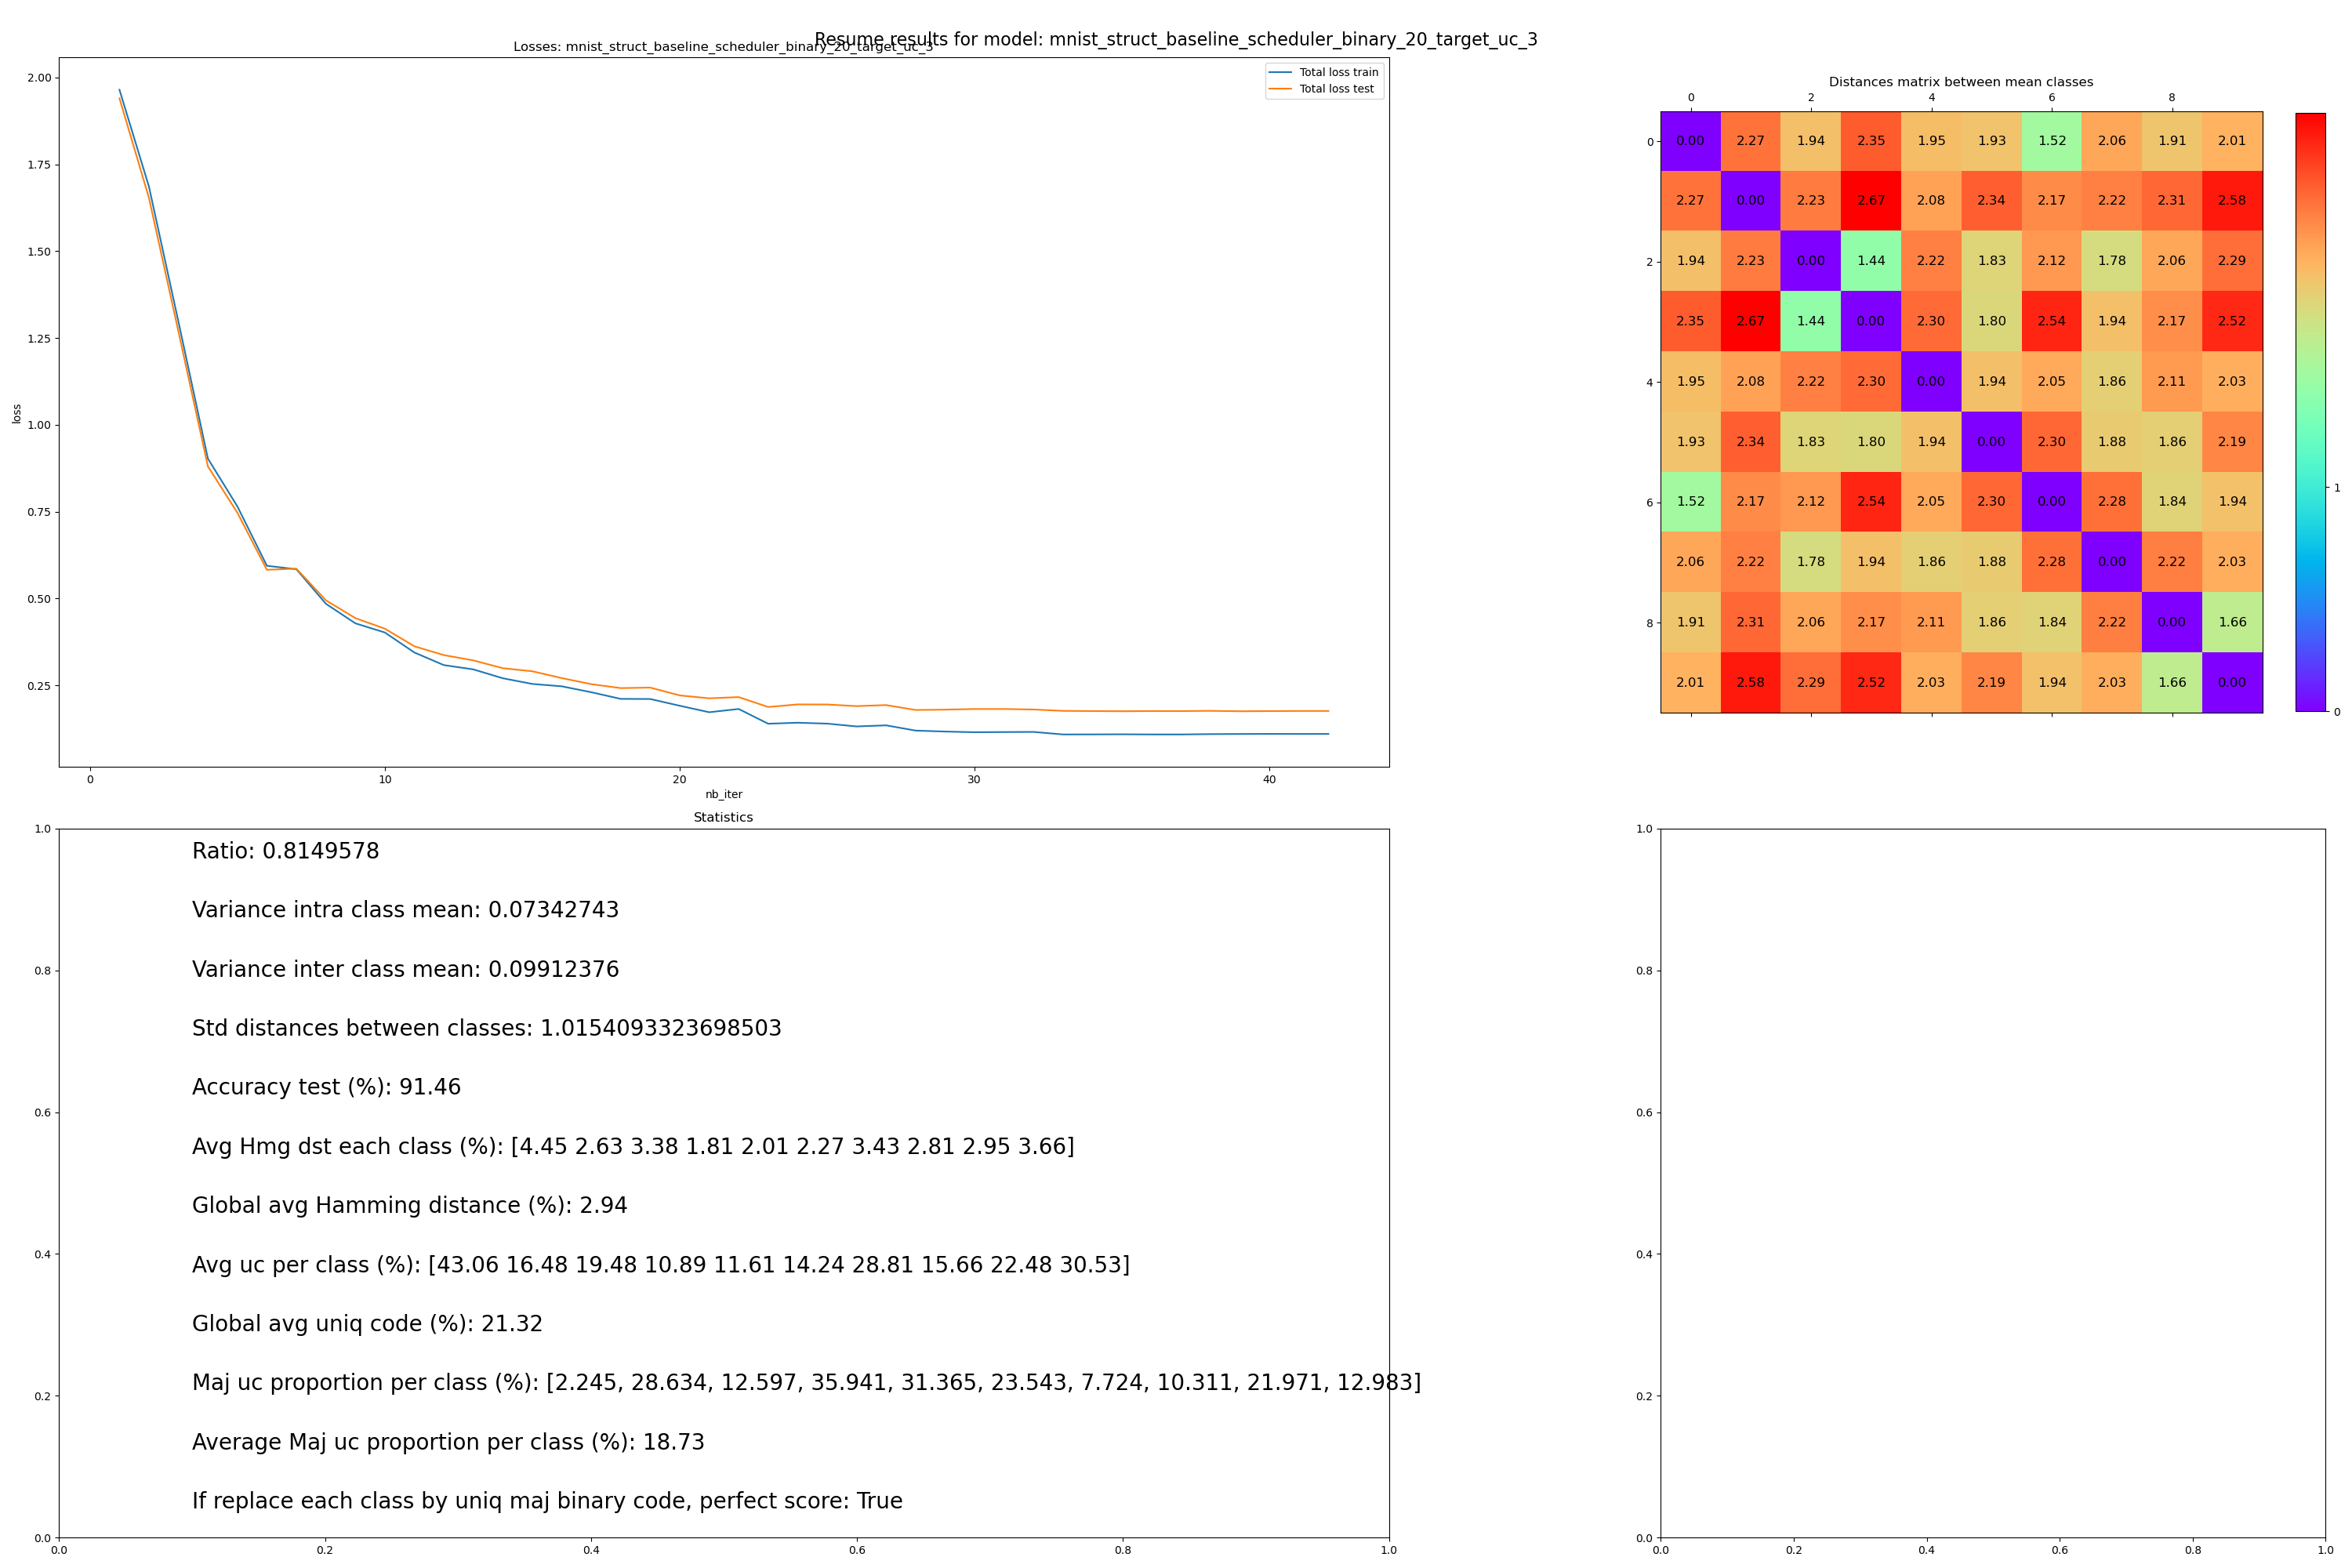 Resume results for model: mnist_struct_baseline_scheduler_binary_20_target_uc_3
Losses: mnist_struct_baseline_scheduler_binary_20_target_uc_3
Total loss train
Total loss test
2.00
1.75
1.50
1.25
1.00
0.75
0.50
0.25
loss
0 10 20 30 40
nb_iter
Distances matrix between mean classes
0 2 4 6 8
0 0.00 2.27 1.94 2.35 1.95 1.93 1.52 2.06 1.91 2.01
2.27 0.00 2.23 2.67 2.08 2.34 2.17 2.22 2.31 2.58
2 1.94 2.23 0.00 1.44 2.22 1.83 2.12 1.78 2.06 2.29
2.35 2.67 1.44 0.00 2.30 1.80 2.54 1.94 2.17 2.52
4 1.95 2.08 2.22 2.30 0.00 1.94 2.05 1.86 2.11 2.03
1.93 2.34 1.83 1.80 1.94 0.00 2.30 1.88 1.86 2.19
6 1.52 2.17 2.12 2.54 2.05 2.30 0.00 2.28 1.84 1.94
2.06 2.22 1.78 1.94 1.86 1.88 2.28 0.00 2.22 2.03
8 1.91 2.31 2.06 2.17 2.11 1.86 1.84 2.22 0.00 1.66
2.01 2.58 2.29 2.52 2.03 2.19 1.94 2.03 1.66 0.00
1
0
Statistics
1.0
0.8
0.6
0.4
0.2
0.0
Ratio: 0.8149578
Variance intra class mean: 0.07342743
Variance inter class mean: 0.09912376
Std distances between classes: 1.0154093323698503
Accuracy test (%): 91.46
Avg Hmg dst each class (%): [4.45 2.63 3.38 1.81 2.01 2.27 3.43 2.81 2.95 3.66]
Global avg Hamming distance (%): 2.94
Avg uc per class (%): [43.06 16.48 19.48 10.89 11.61 14.24 28.81 15.66 22.48 30.53]
Global avg uniq code (%): 21.32
Maj uc proportion per class (%): [2.245, 28.634, 12.597, 35.941, 31.365, 23.543, 7.724, 10.311, 21.971, 12.983]
Average Maj uc proportion per class (%): 18.73
If replace each class by uniq maj binary code, perfect score: True
0.0 0.2 0.4 0.6 0.8 1.0
1.0
0.8
0.6
0.4
0.2
0.0
0.0 0.2 0.4 0.6 0.8 1.0